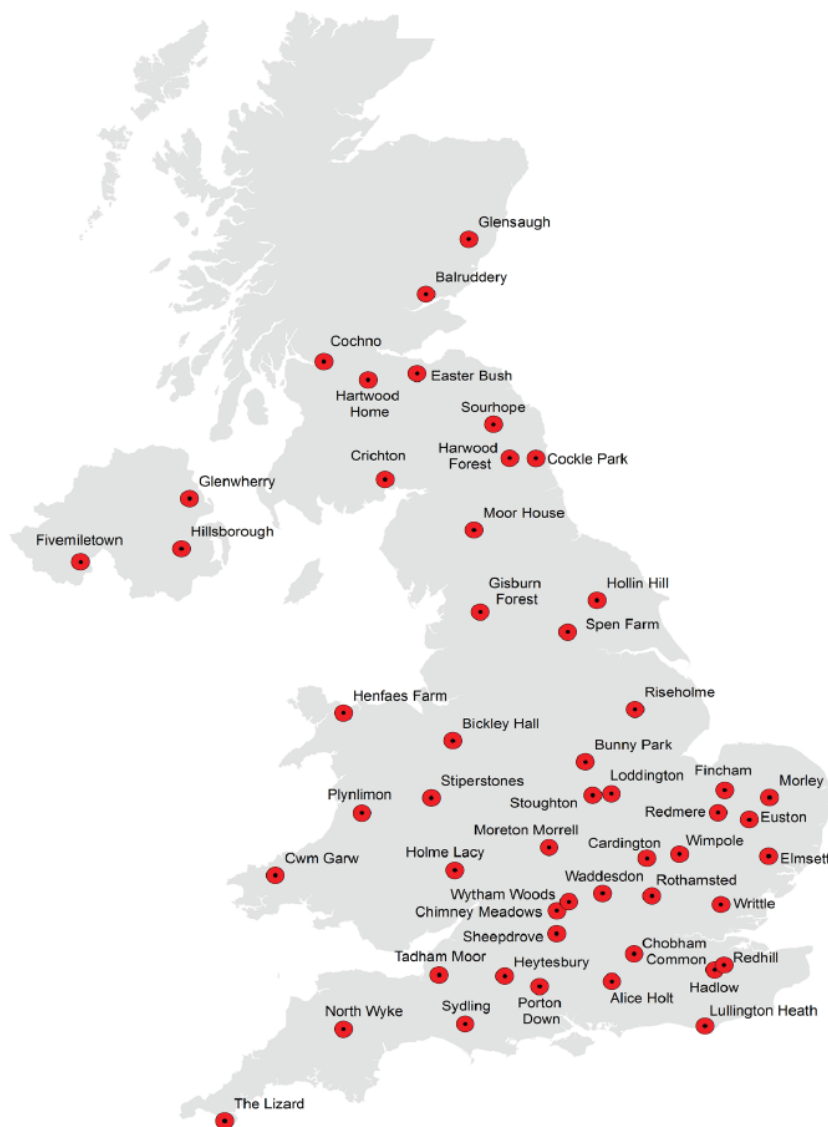 Glensaugh
Balruddery
Cochno
Easter Bush
Hartwood
Home
Sourhope
Harwood
Forest
Cockle Park
Crichton
Glenwherry
Moor House
Hillsborough
Fivemiletown
Gisburn
Forest
Hollin Hill
Spen Farm
Henfaes Farm
Riseholme
Bickley Hall
Bunny Park
Loddington
Fincham
Morley
Stiperstones
Plynlimon
Stoughton
Redmere
Euston
Moreton Morrell
Cardington
Wimpole
Cwm Garw
Holme Lacy
Elmsett
Waddesdon
Rothamsted
Wytham Woods
Chimney Meadows
Writtle
Sheepdrove
Chobham
Common
Redhill
Tadham Moor
Heytesbury
Hadlow
Alice Holt
Porton
Down
North Wyke
Sydling
Lullington Heath
The Lizard